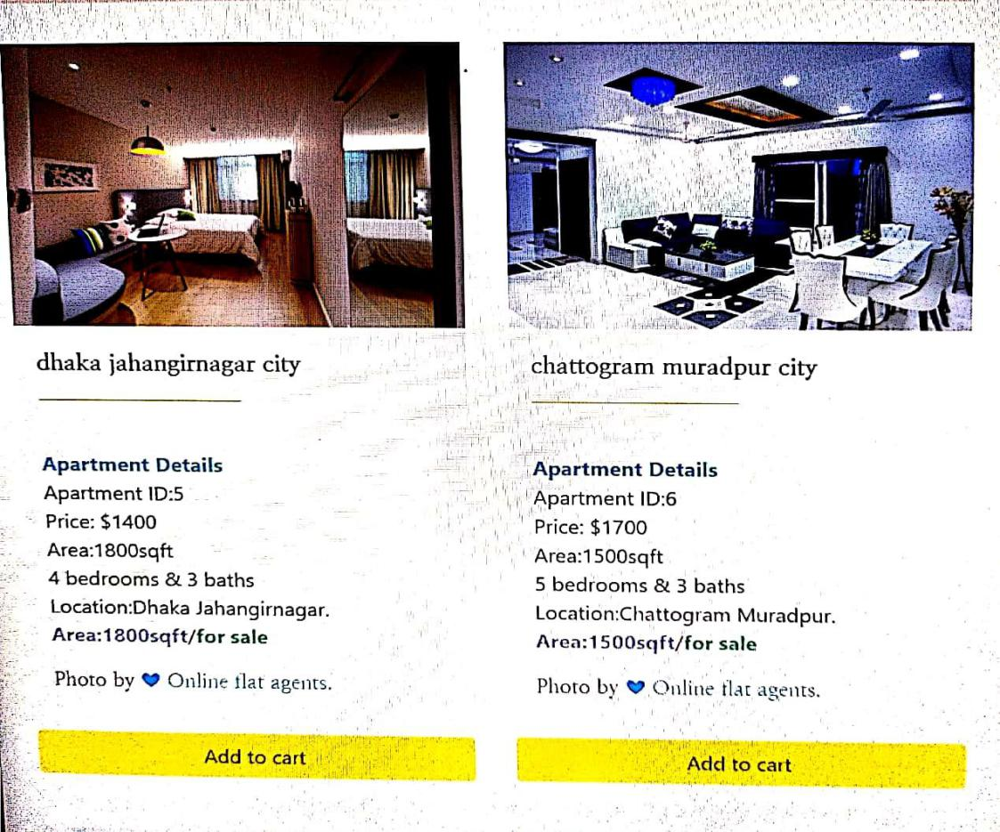 dhaka jahangirnagar city
Apartment Details
Apartment ID:5
Price: $1400
Area:1800sqft
4 bedrooms & 3 baths
Location:Dhaka Jahangirnagar.
Area:1800sqft/for sale
Photo by 💙 Online flat agents.
Add to cart
chattogram muradpur city
Apartment Details
Apartment ID:6
Price: $1700
Area:1500sqft
5 bedrooms & 3 baths
Location:Chattogram Muradpur.
Area:1500sqft/for sale
Photo by 💙 Online flat agents.
Add to cart